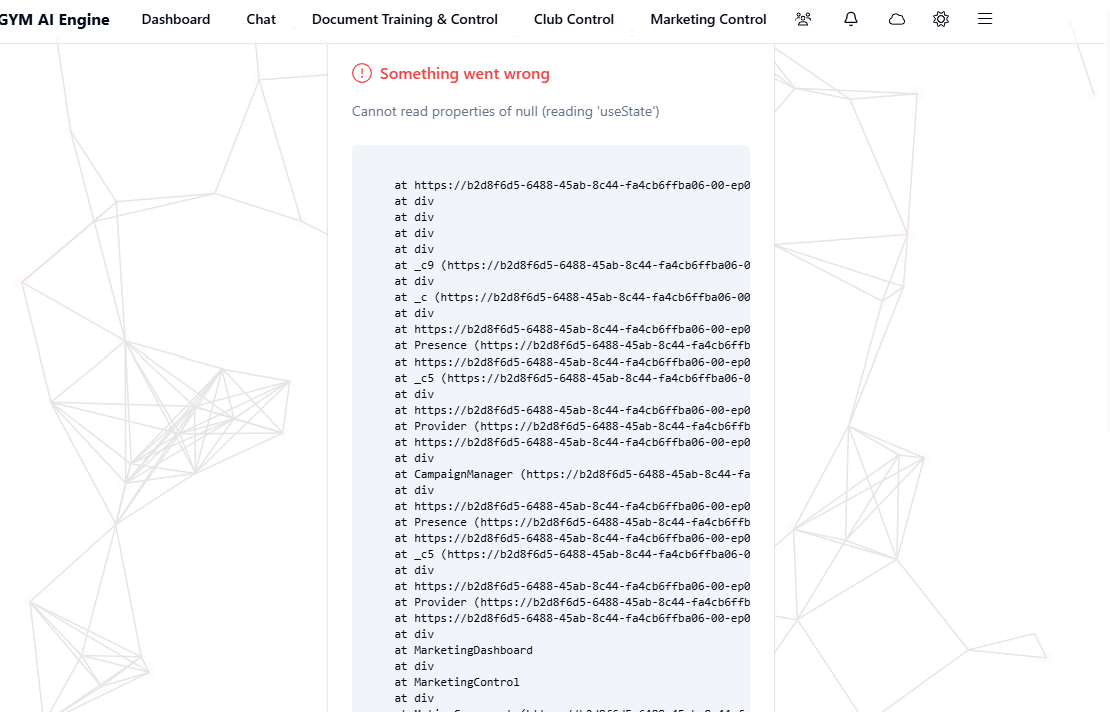 GYM AI Engine Dashboard Chat Document Training & Control Club Control Marketing Control
Something went wrong
Cannot read properties of null (reading 'useState')
at https://b2d8f6d5-6488-45ab-8c44-fa4cb6ffba06-00-ep0
at div
at div
at div
at div
at _c9 (https://b2d8f6d5-6488-45ab-8c44-fa4cb6ffba06-0
at div
at _c (https://b2d8f6d5-6488-45ab-8c44-fa4cb6ffba06-00
at div
at https://b2d8f6d5-6488-45ab-8c44-fa4cb6ffba06-00-ep0
at Presence (https://b2d8f6d5-6488-45ab-8c44-fa4cb6ffb
at https://b2d8f6d5-6488-45ab-8c44-fa4cb6ffba06-00-ep0
at _c5 (https://b2d8f6d5-6488-45ab-8c44-fa4cb6ffba06-0
at div
at https://b2d8f6d5-6488-45ab-8c44-fa4cb6ffba06-00-ep0
at Provider (https://b2d8f6d5-6488-45ab-8c44-fa4cb6ffb
at https://b2d8f6d5-6488-45ab-8c44-fa4cb6ffba06-00-ep0
at div
at CampaignManager (https://b2d8f6d5-6488-45ab-8c44-fa
at div
at https://b2d8f6d5-6488-45ab-8c44-fa4cb6ffba06-00-ep0
at Presence (https://b2d8f6d5-6488-45ab-8c44-fa4cb6ffb
at https://b2d8f6d5-6488-45ab-8c44-fa4cb6ffba06-00-ep0
at _c5 (https://b2d8f6d5-6488-45ab-8c44-fa4cb6ffba06-0
at div
at https://b2d8f6d5-6488-45ab-8c44-fa4cb6ffba06-00-ep0
at Provider (https://b2d8f6d5-6488-45ab-8c44-fa4cb6ffb
at https://b2d8f6d5-6488-45ab-8c44-fa4cb6ffba06-00-ep0
at div
at MarketingDashboard
at div
at MarketingControl
at div